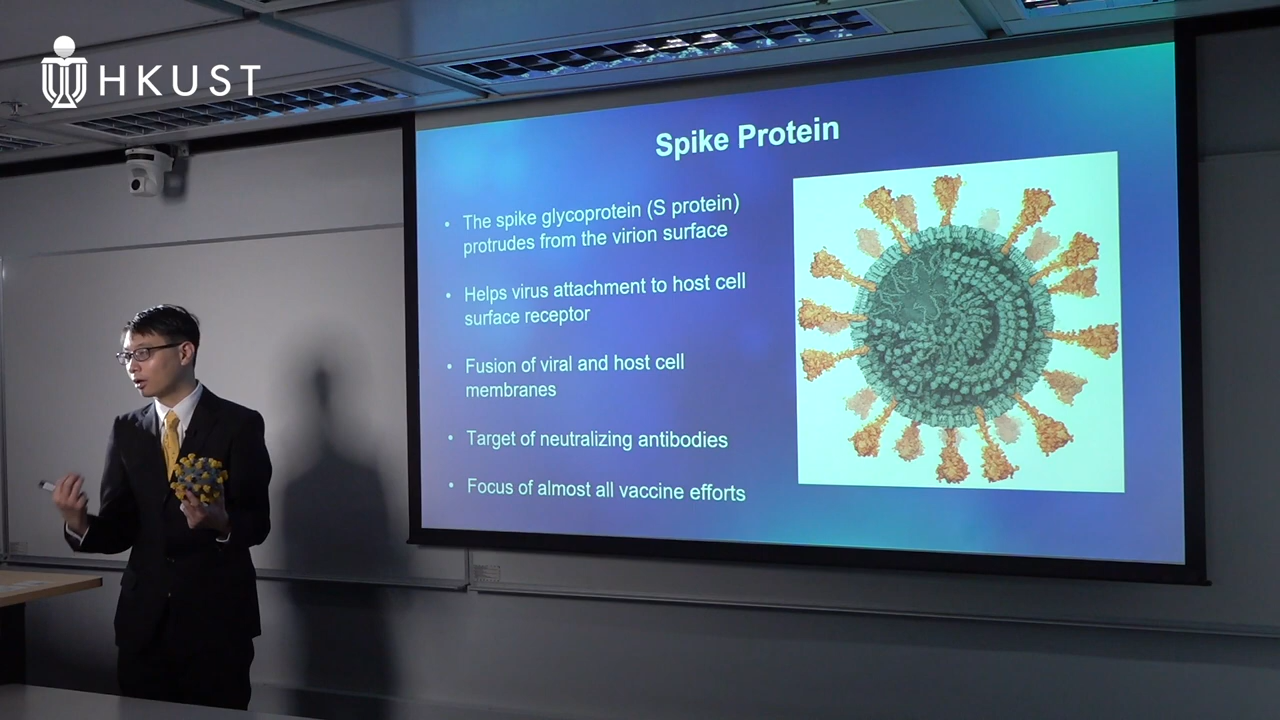 HKUST
Spike Protein
• The spike glycoprotein (S protein)
protrudes from the virion surface
• Helps virus attachment to host cell
surface receptor
• Fusion of viral and host cell
membranes
• Target of neutralizing antibodies
• Focus of almost all vaccine efforts